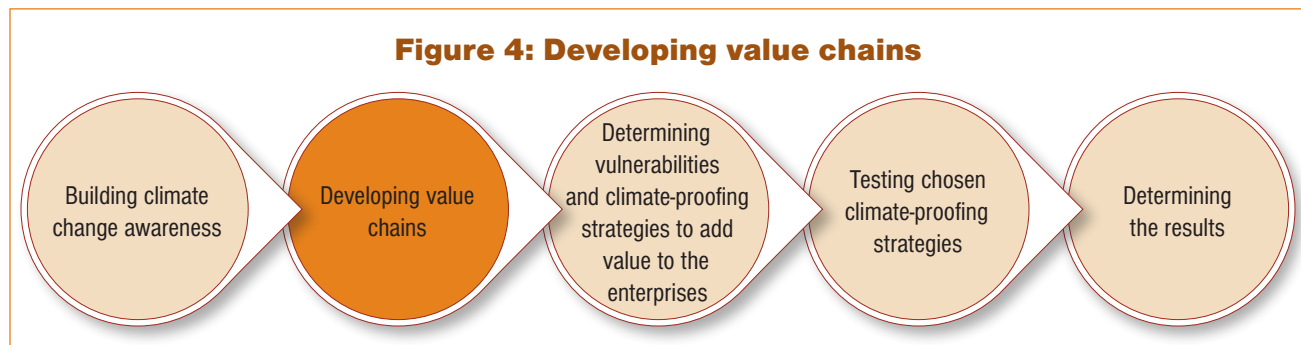 Figure 4: Developing value chains
Building climate
change awareness
Developing value
chains
Determining
vulnerabilities
and climate-proofing
strategies to add
value to the
enterprises
Testing chosen
climate-proofing
strategies
Determining
the results